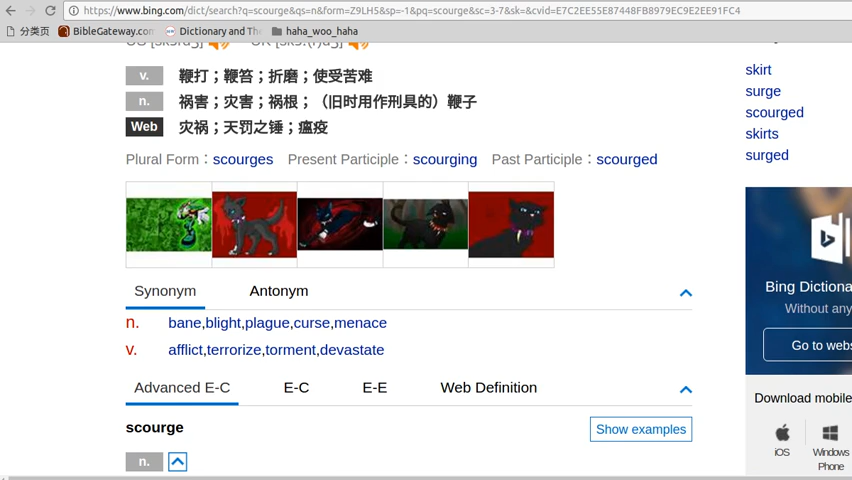 https://www.bing.com/dict/search?q=scourge&qs=n&form=Z9LH5&sp=-1&pq=scourge&sc=3-7&sk=&cvid=E7C2EE55E87448FB8979EC9E2EE91FC4
分类页 BibleGateway.com Dictionary and The haha_woo_haha
v. 鞭打；鞭笞；折磨；使受苦难
n. 祸害；灾害；祸根；（旧时用作刑具的）鞭子
Web 灾祸；天罚之锤；瘟疫
Plural Form：scourges Present Participle：scourging Past Participle：scourged
Synonym Antonym
n. bane,blight,plague,curse,menace
v. afflict,terrorize,torment,devastate
Advanced E-C E-C E-E Web Definition
scourge
Show examples
n.
skirt
surge
scourged
skirts
surged
Bing Dictiona
Without any
Go to webs
Download mobile
iOS Windows
Phone